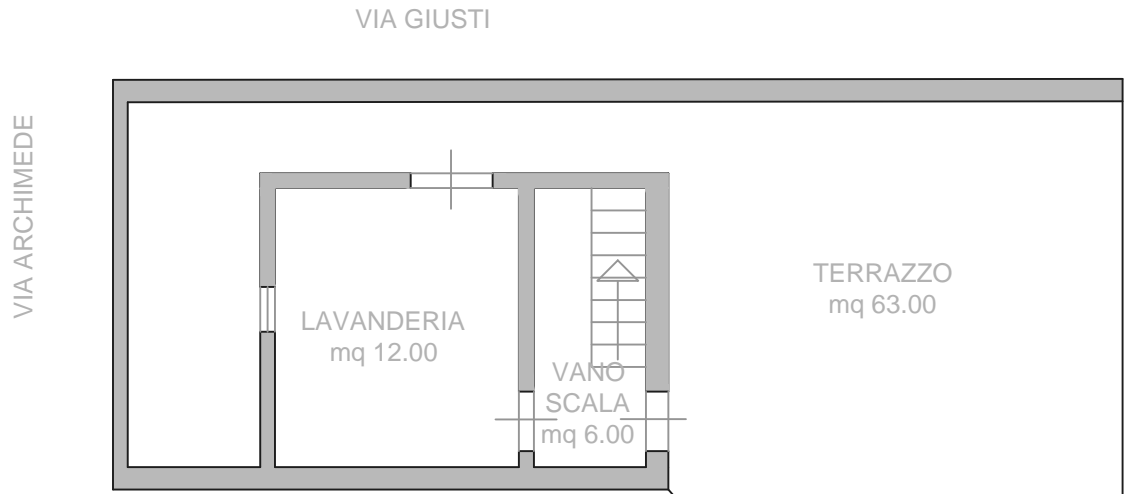 VIA GIUSTI
VIA ARCHIMEDE
TERRAZZO
mq 63.00
LAVANDERIA
mq 12.00
VANO
SCALA
mq 6.00